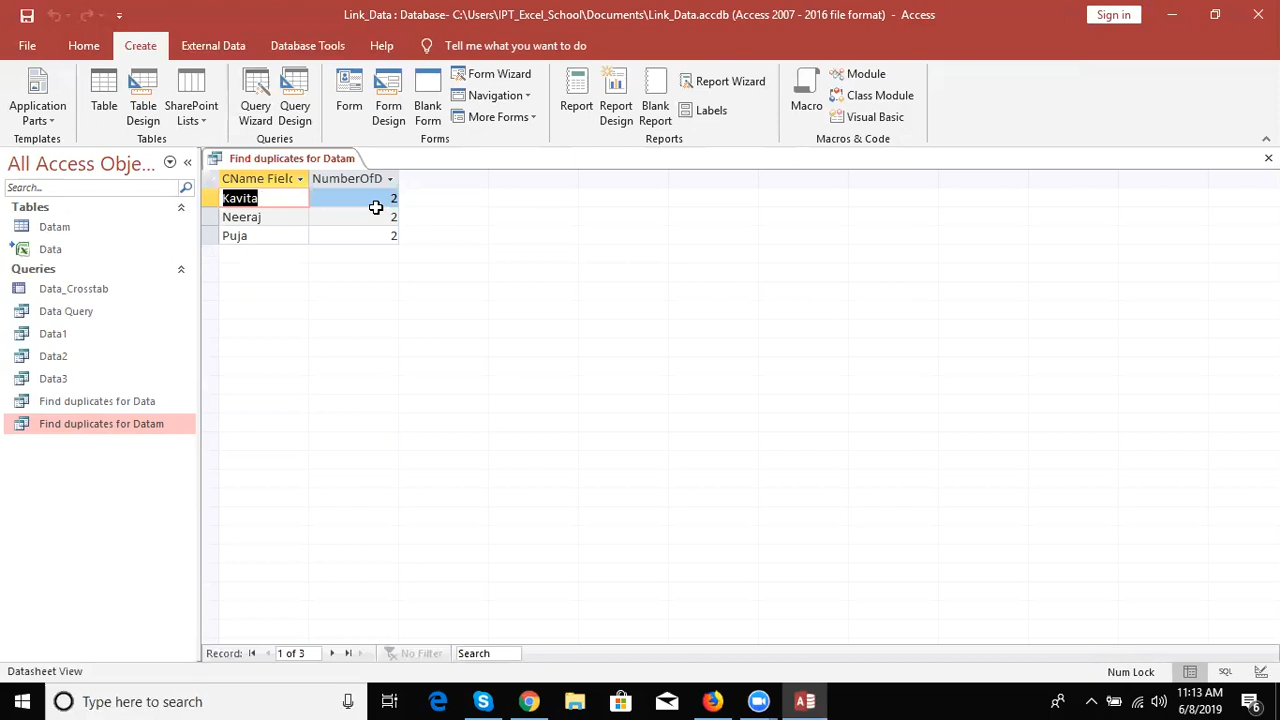 Link_Data : Database- C:\Users\IPT_Excel_School\Documents\Link_Data.accdb (Access 2007 - 2016 file format) - Access
Sign in
File
Home
Create
External Data
Database Tools
Help
Tell me what you want to do
Application Parts
Templates
Table
Table Design
SharePoint Lists
Tables
Query Wizard
Query Design
Queries
Form
Form Design
Blank Form
Form Wizard
Navigation
More Forms
Forms
Report
Report Design
Blank Report
Report Wizard
Labels
Reports
Macro
Module
Class Module
Visual Basic
Macros & Code
All Access Obje...
Search...
Tables
Datam
Data
Queries
Data_Crosstab
Data Query
Data1
Data2
Data3
Find duplicates for Data
Find duplicates for Datam
Find duplicates for Datam
CName Field NumberOfD
Kavita 2
Neeraj 2
Puja 2
Record: 1 of 3 No Filter Search
Datasheet View
Num Lock
SQL
Type here to search
11:13 AM
6/8/2019
6